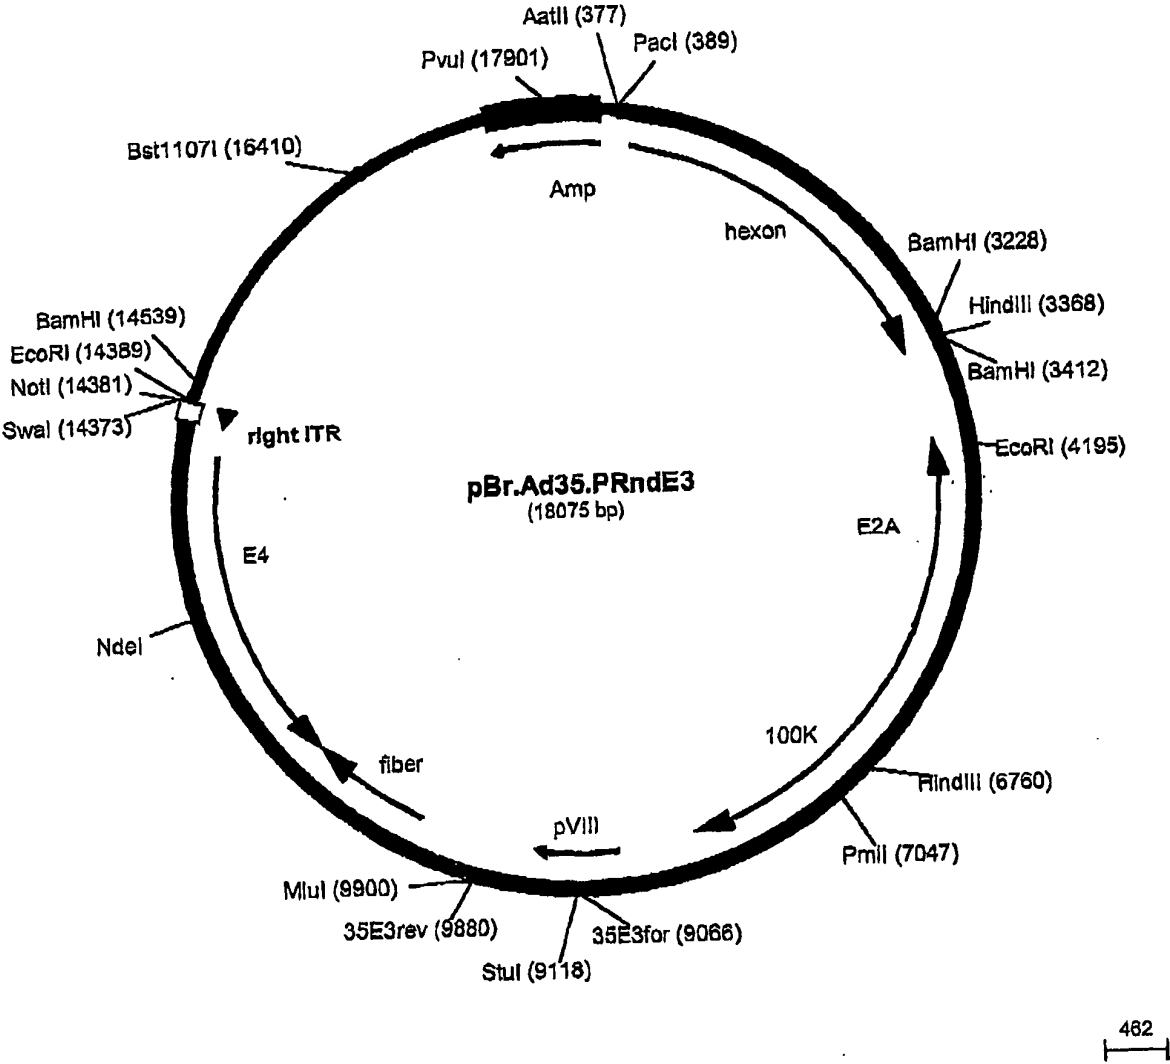 AatII (377)
PacI (389)
PvuI (17901)
Bst1107I (16410)
Amp
hexon
BamHI (3228)
HindIII (3368)
BamHI (3412)
EcoRI (4195)
BamHI (14539)
EcoRI (14389)
NotI (14381)
SwaI (14373)
right ITR
pBr.Ad35.PRndE3
(18075 bp)
E2A
E4
NdeI
100K
fiber
HindIII (6760)
pVIII
PmlI (7047)
MluI (9900)
35E3rev (9880)
35E3for (9066)
StuI (9118)
462